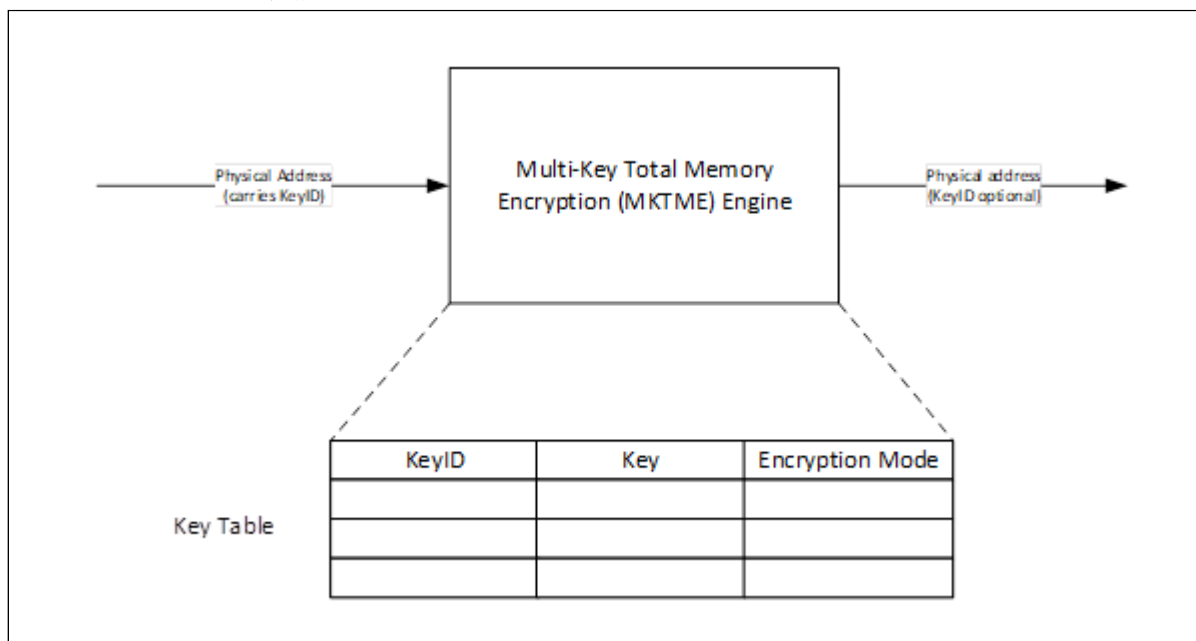 Physical Address
(carries KeyID)
Multi-Key Total Memory
Encryption (MKTME) Engine
Physical address
(KeyID optional)
KeyID Key Encryption Mode
Key Table